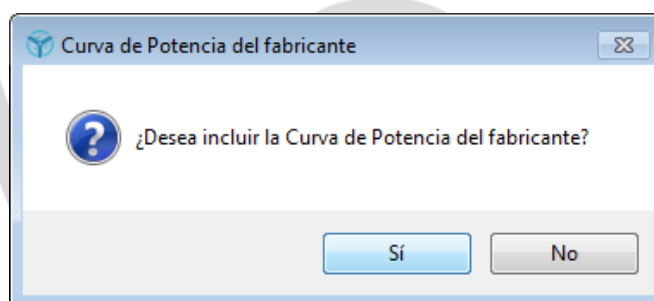 Curva de Potencia del fabricante
¿Desea incluir la Curva de Potencia del fabricante?
Sí
No